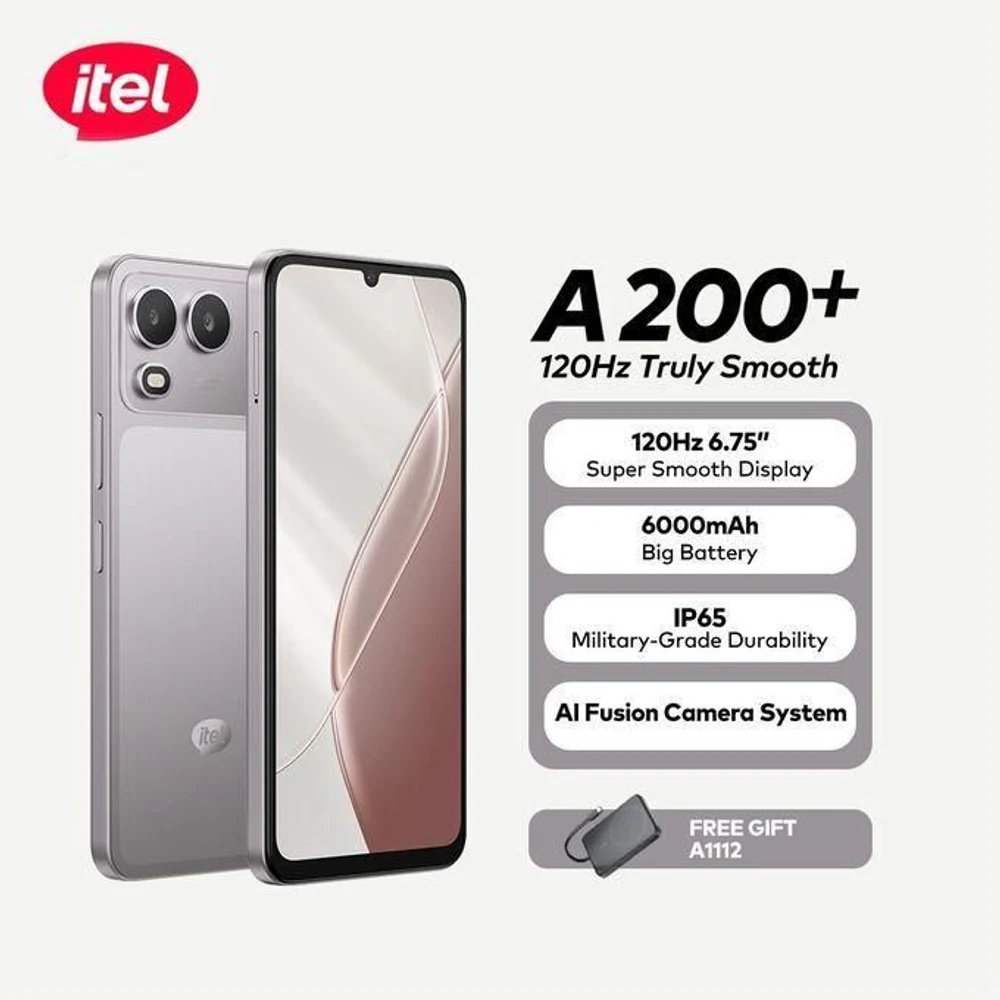 itel
A200+
120Hz Truly Smooth
120Hz 6.75"
Super Smooth Display
6000mAh
Big Battery
IP65
Military-Grade Durability
AI Fusion Camera System
itel
FREE GIFT
A1112